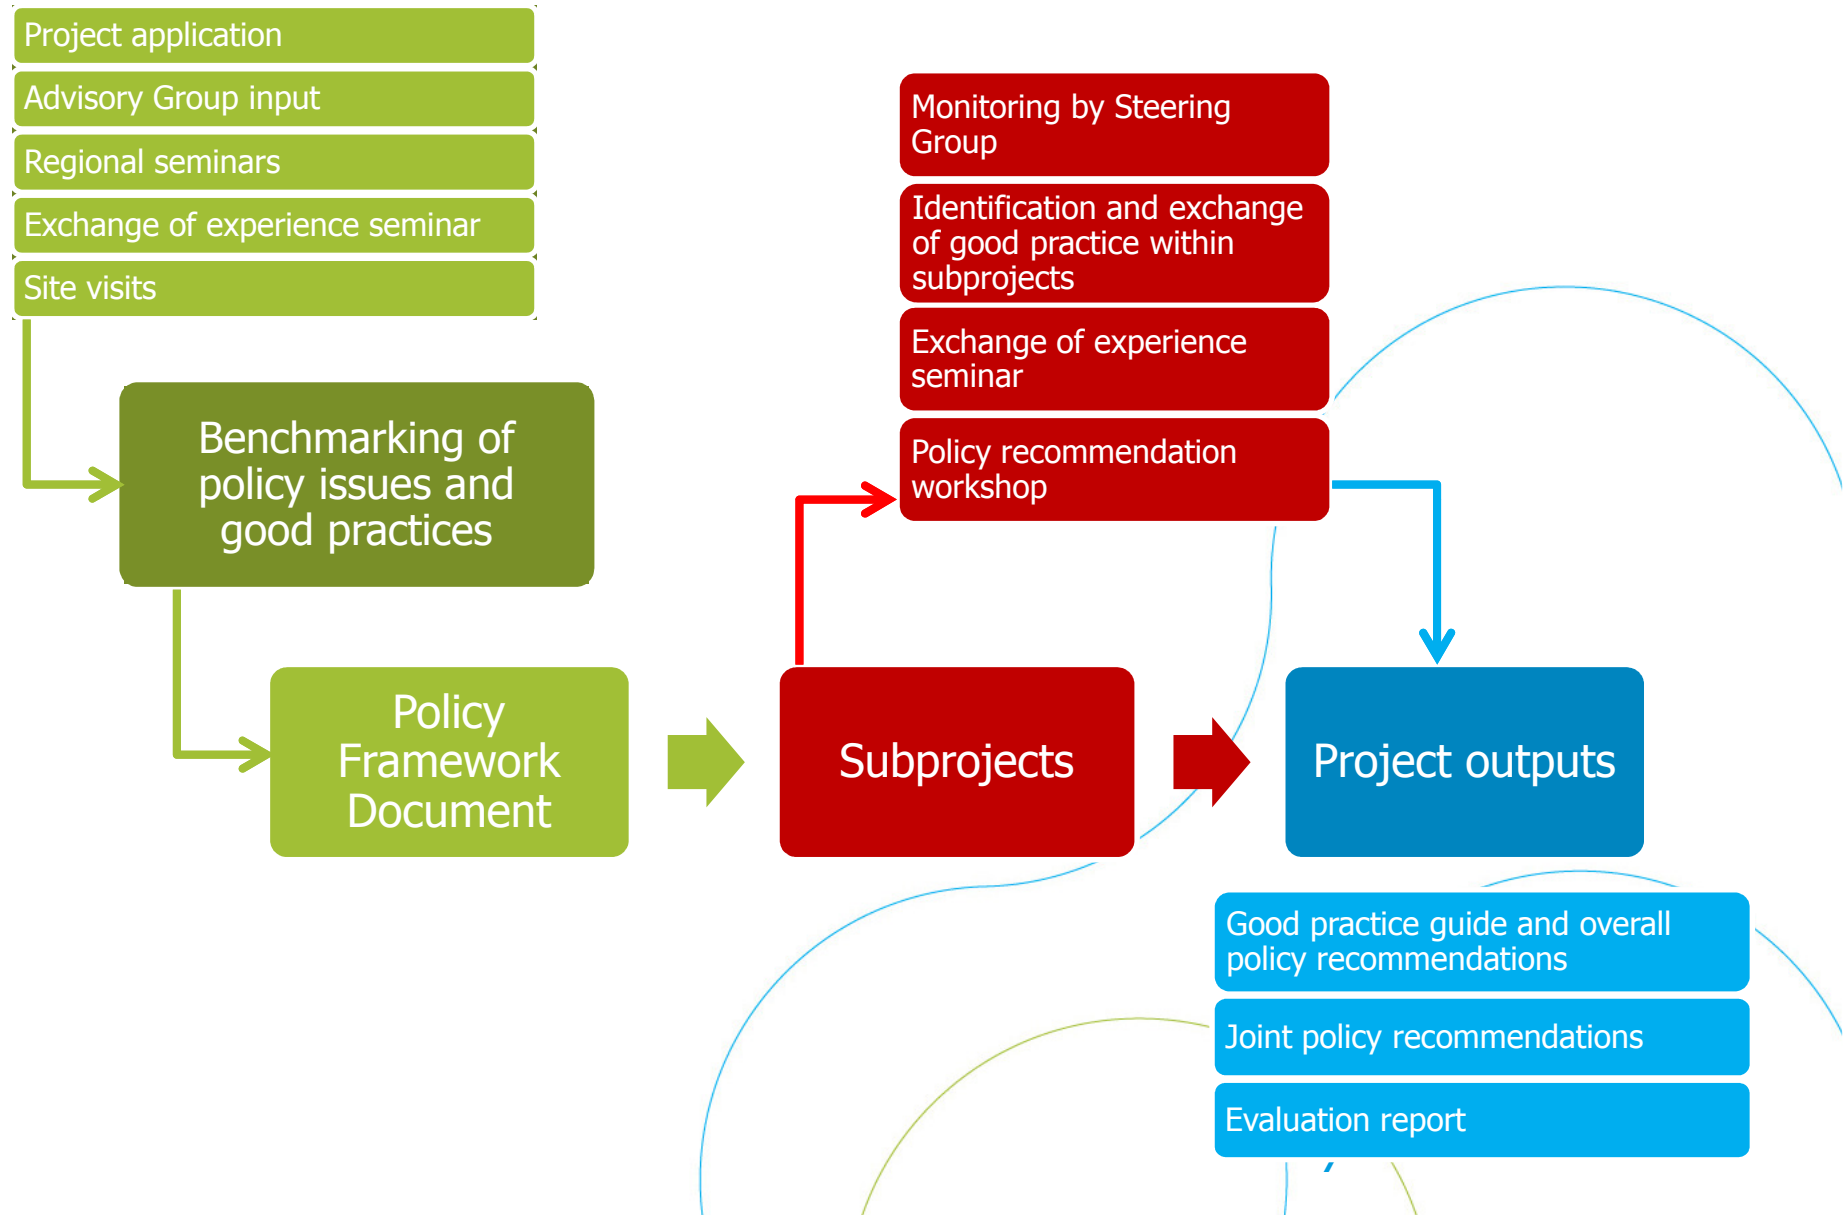 Project application
Advisory Group input
Regional seminars
Exchange of experience seminar
Site visits
Benchmarking of
policy issues and
good practices
Policy
Framework
Document
Monitoring by Steering
Group
Identification and exchange
of good practice within
subprojects
Exchange of experience
seminar
Policy recommendation
workshop
Subprojects
Project outputs
Good practice guide and overall
policy recommendations
Joint policy recommendations
Evaluation report